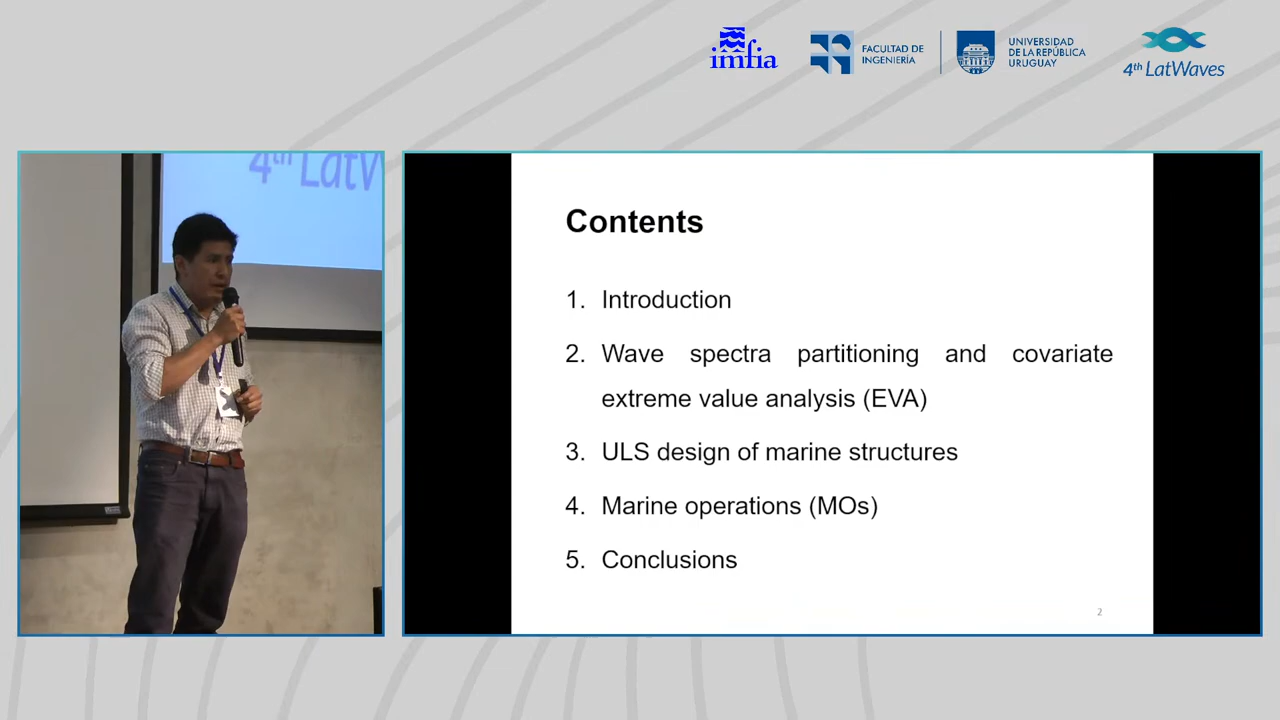 imfia
FACULTAD DE
INGENIERÍA
UNIVERSIDAD
DE LA REPÚBLICA
URUGUAY
4th LatWaves
4th LatW
Contents
1. Introduction
2. Wave spectra partitioning and covariate
extreme value analysis (EVA)
3. ULS design of marine structures
4. Marine operations (MOs)
5. Conclusions
2